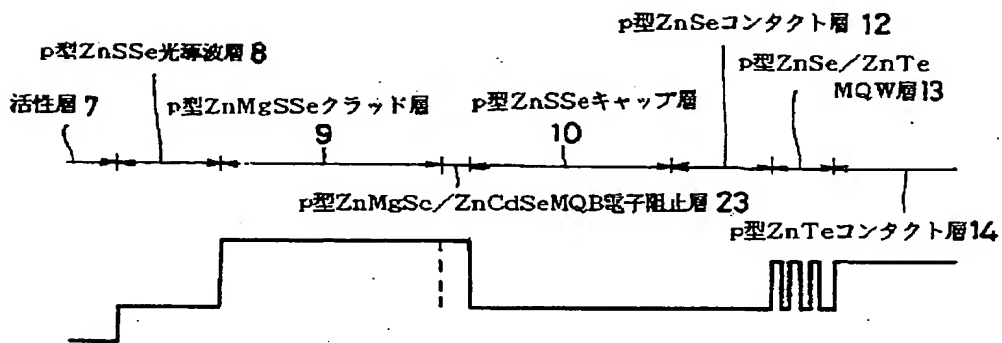 p型ZnSeコンタクト層 12
p型ZnSSe光導波層 8
p型ZnSe／ZnTe
MQW層 13
活性層 7
p型ZnMgSSeクラッド層
9
p型ZnSSeキャップ層
10
p型ZnMgSe／ZnCdSeMQB電子阻止層 23
p型ZnTeコンタクト層 14